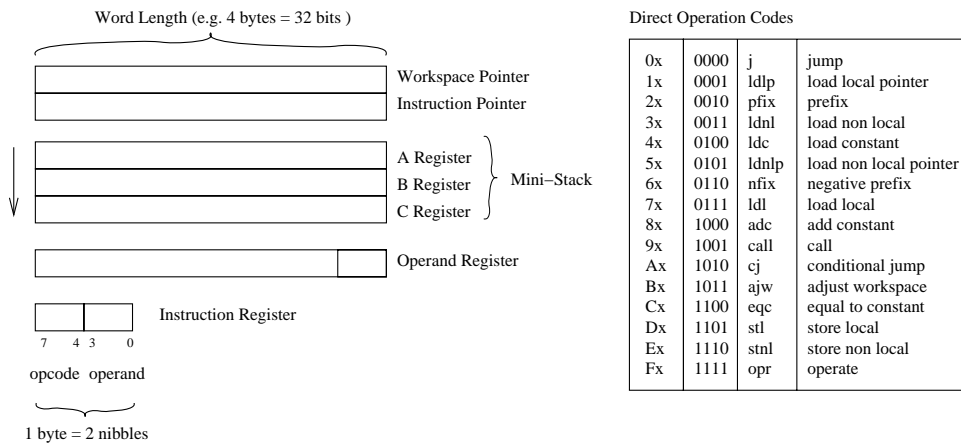 Word Length (e.g. 4 bytes = 32 bits)
Workspace Pointer
Instruction Pointer
A Register
B Register
C Register
Mini−Stack
Operand Register
Instruction Register
7 4 3 0
opcode operand
1 byte = 2 nibbles
Direct Operation Codes
0x 0000 j jump
1x 0001 ldlp load local pointer
2x 0010 pfix prefix
3x 0011 ldnl load non local
4x 0100 ldc load constant
5x 0101 ldnlp load non local pointer
6x 0110 nfix negative prefix
7x 0111 ldl load local
8x 1000 adc add constant
9x 1001 call call
Ax 1010 cj conditional jump
Bx 1011 ajw adjust workspace
Cx 1100 eqc equal to constant
Dx 1101 stl store local
Ex 1110 stnl store non local
Fx 1111 opr operate